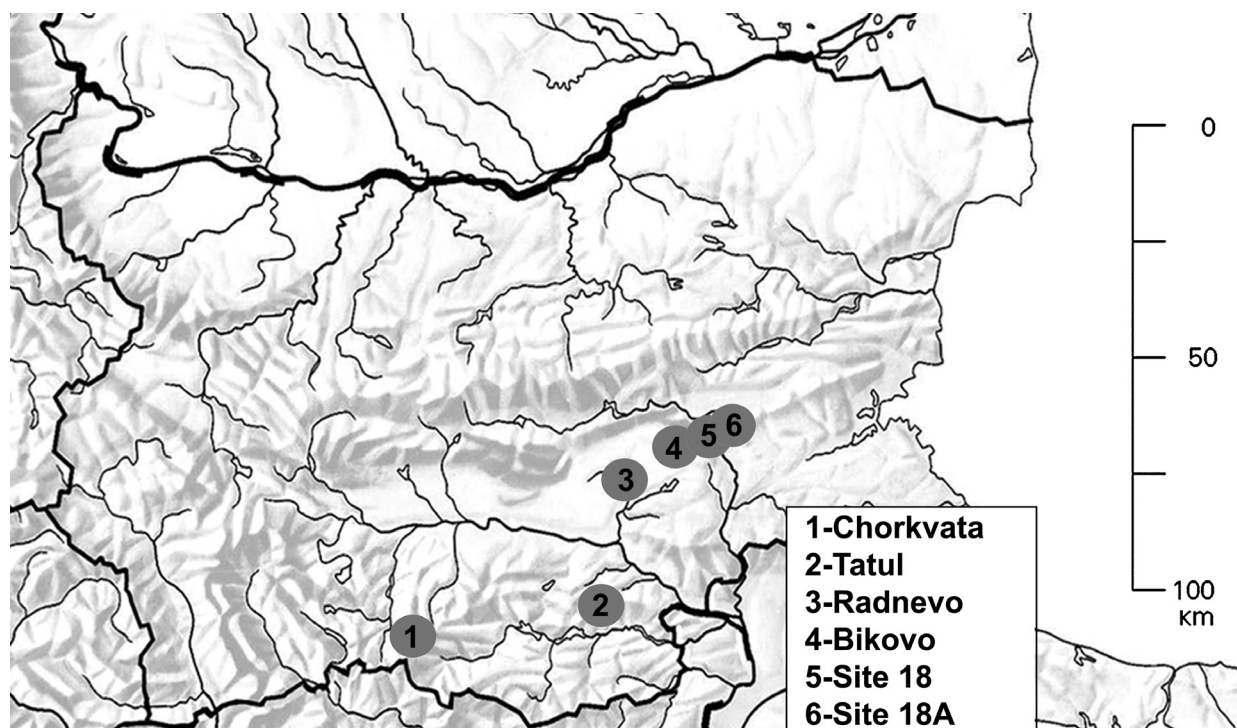 0
50
100
км
6
5
4
3
2
1
1-Chorkvata
2-Tatul
3-Radnevo
4-Bikovo
5-Site 18
6-Site 18A